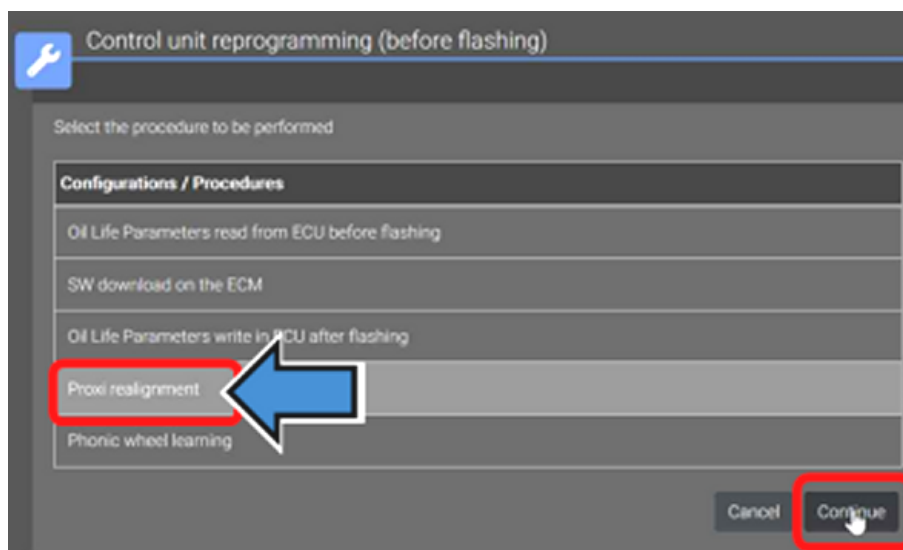 Control unit reprogramming (before flashing)
Select the procedure to be performed
Configurations / Procedures
Oil Life Parameters read from ECU before flashing
SW download on the ECM
Oil Life Parameters write in ECU after flashing
Proxi realignment
Phonic wheel learning
Cancel Continue